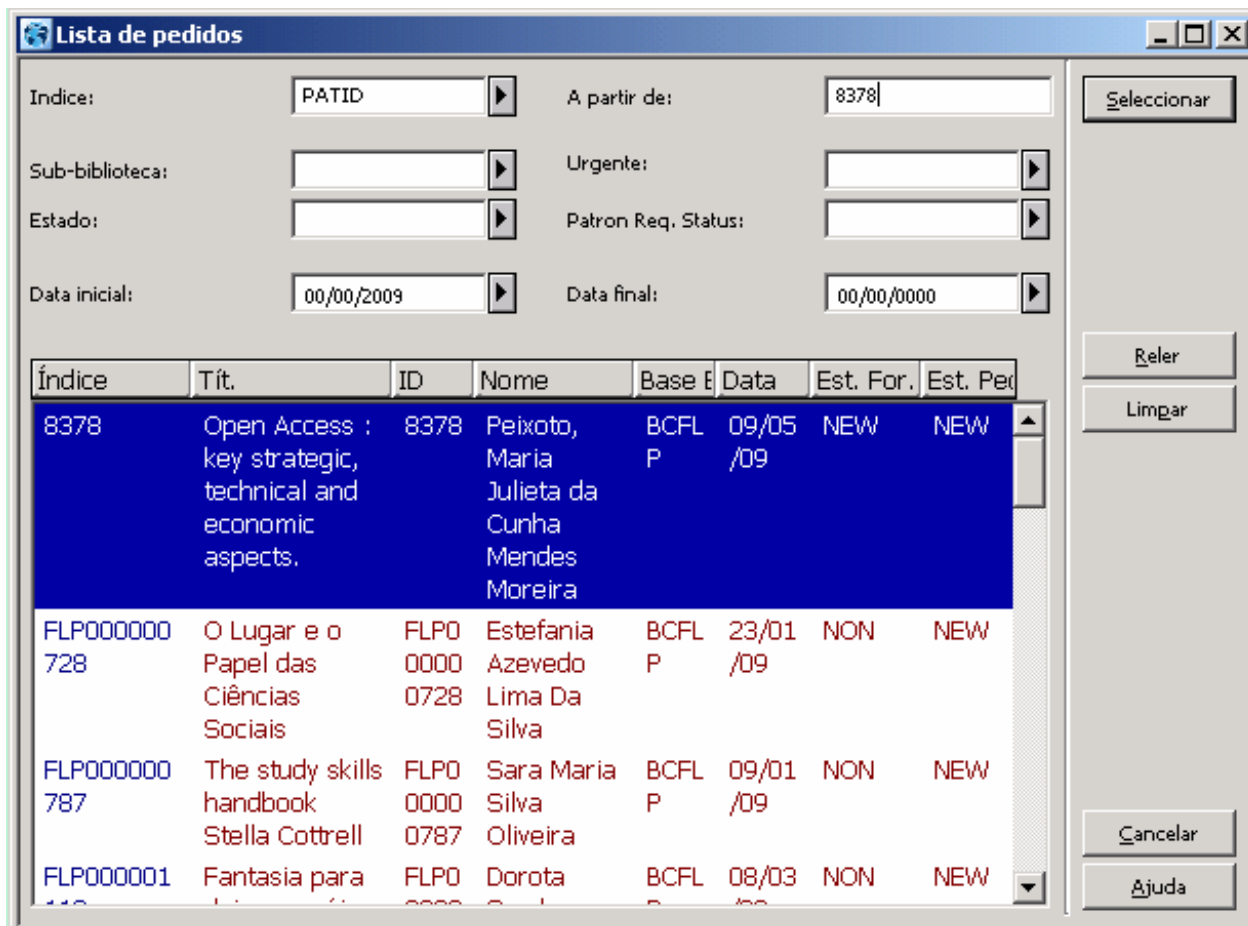 Lista de pedidos
Indice: PATID A partir de: 8378 Seleccionar
Sub-biblioteca: Urgente:
Estado: Patron Req. Status:
Data inicial: 00/00/2009 Data final: 00/00/0000
Reler
Limpar
Índice Tít. ID Nome Base Data Est. For. Est. Ped
8378 Open Access : 8378 Peixoto, BCFL 09/05 NEW NEW
key strategic, Maria P /09
technical and Julieta da
economic Cunha
aspects. Mendes
Moreira
FLP000000 O Lugar e o FLP0 Estefania BCFL 23/01 NON NEW
728 Papel das 0000 Azevedo P /09
Ciências 0728 Lima Da
Sociais Silva
FLP000000 The study skills FLP0 Sara Maria BCFL 09/01 NON NEW
787 handbook 0000 Silva P /09
Stella Cottrell 0787 Oliveira
Cancelar
FLP000001 Fantasia para FLP0 Dorota BCFL 08/03 NON NEW
Ajuda